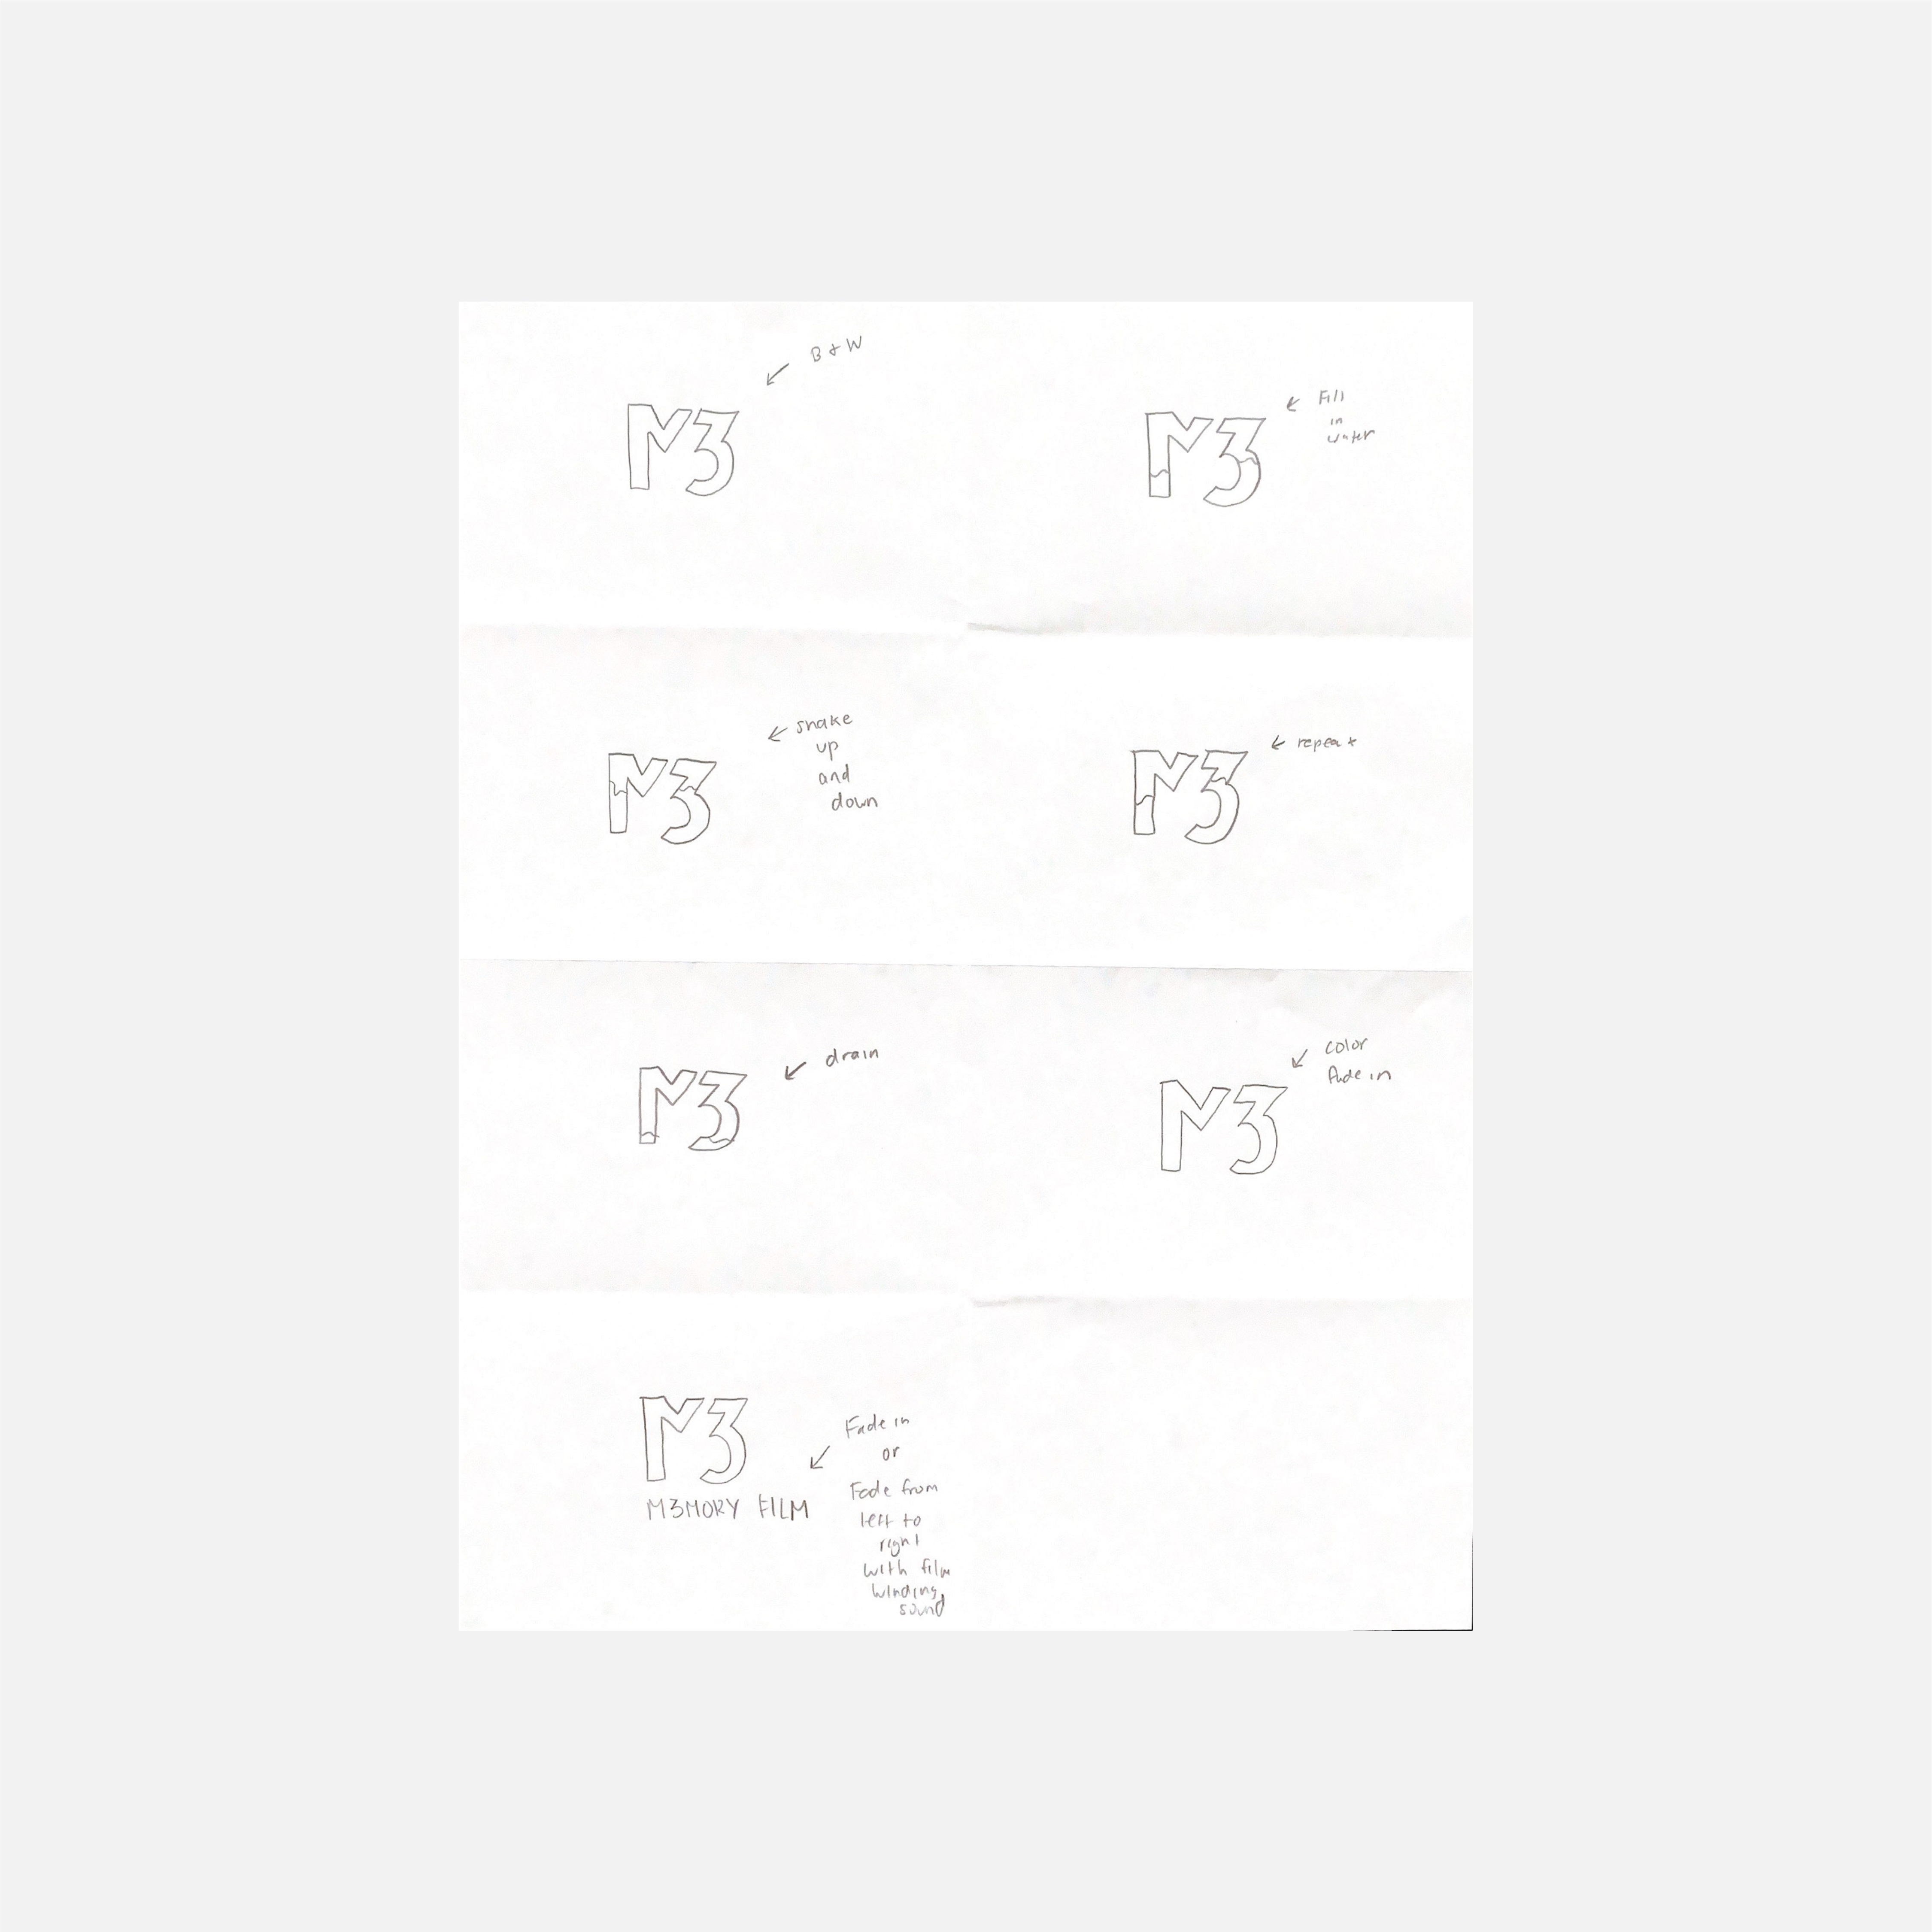 B & W
M3
Fill
in
water
M3
shake
up
and
down
M3
repeat
M3
drain
M3
color
fade in
M3
M3
M3MORY FILM
Fade in
or
Fade from
left to
right
with film
winding
sound